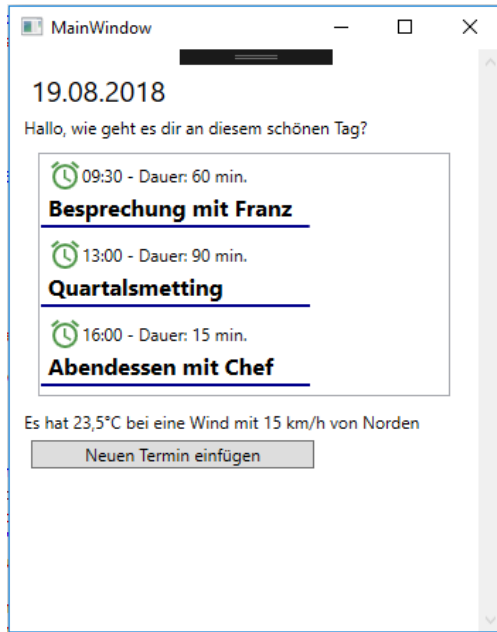 MainWindow
19.08.2018
Hallo, wie geht es dir an diesem schönen Tag?
09:30 - Dauer: 60 min.
Besprechung mit Franz
13:00 - Dauer: 90 min.
Quartalsmetting
16:00 - Dauer: 15 min.
Abendessen mit Chef
Es hat 23,5°C bei eine Wind mit 15 km/h von Norden
Neuen Termin einfügen